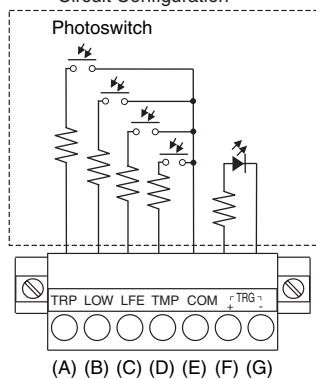 Circuit Configuration
Photoswitch
TRP LOW LFE TMP COM TRG
+ -
(A) (B) (C) (D) (E) (F) (G)